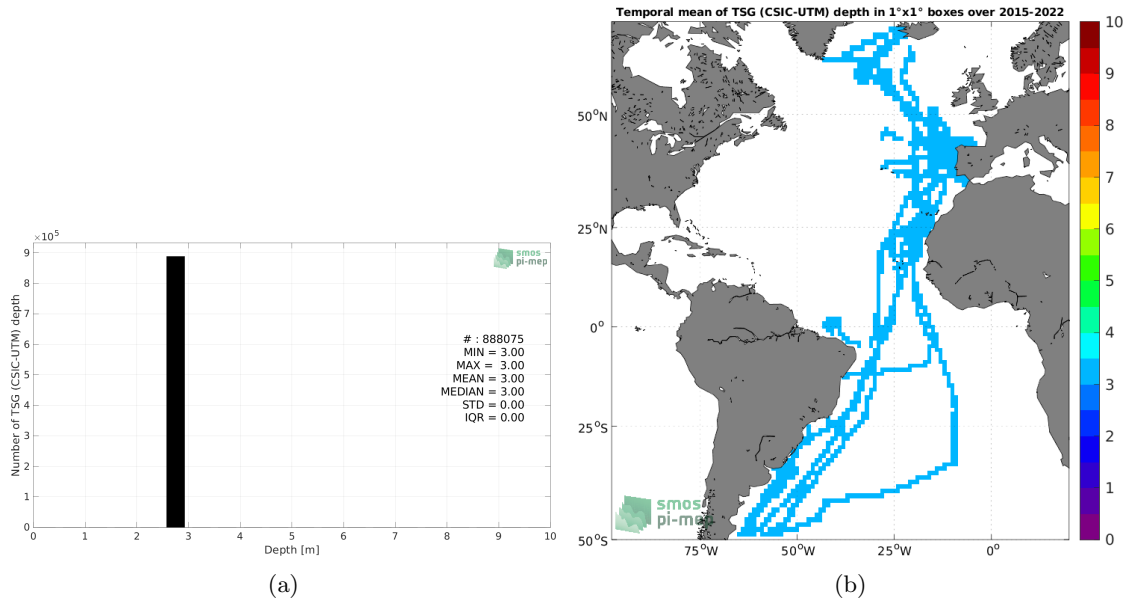 ×10⁵
9
8
7
6
5
4
3
2
1
0
Number of TSG (CSIC-UTM) depth
smos
pi-mep
# : 888075
MIN = 3.00
MAX = 3.00
MEAN = 3.00
MEDIAN = 3.00
STD = 0.00
IQR = 0.00
0 1 2 3 4 5 6 7 8 9 10
Depth [m]
(a)
Temporal mean of TSG (CSIC-UTM) depth in 1°x1° boxes over 2015-2022
50°N
25°N
0°
25°S
50°S
smos
pi-mep
75°W 50°W 25°W 0°
10
9
8
7
6
5
4
3
2
1
0
(b)